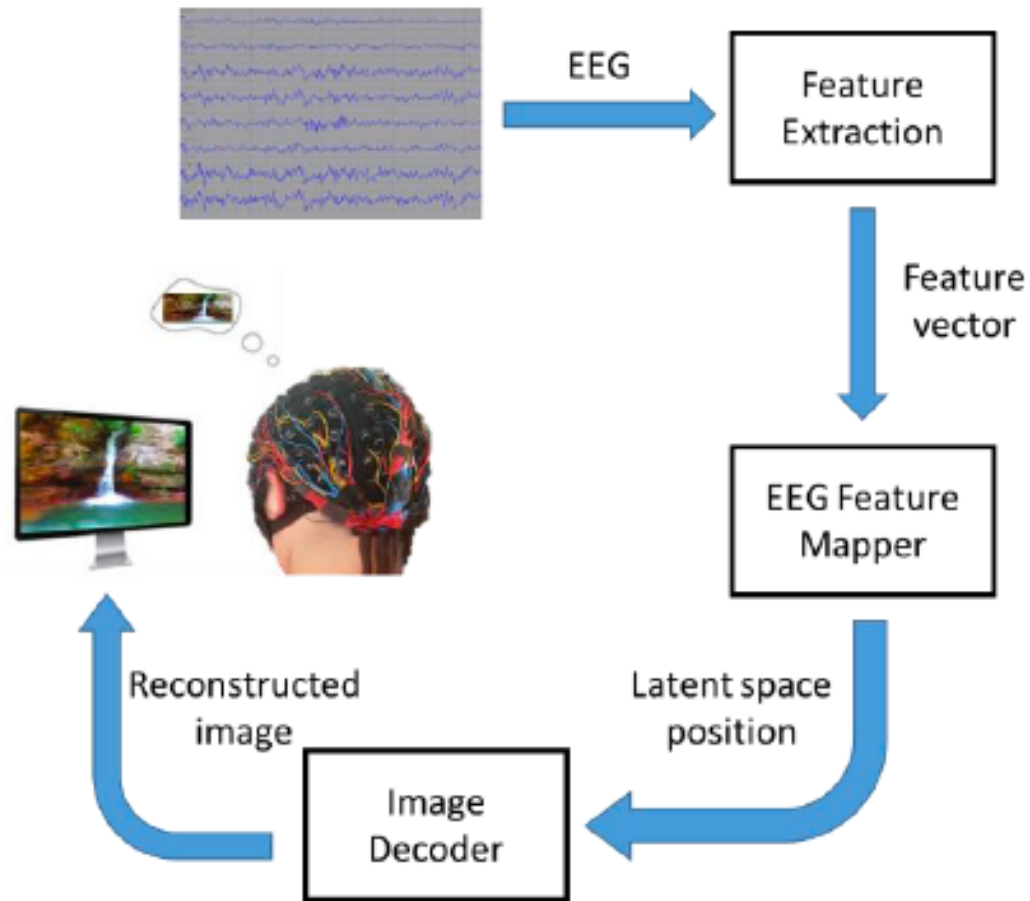 EEG
Feature
Extraction
Feature
vector
EEG Feature
Mapper
Latent space
position
Image
Decoder
Reconstructed
image